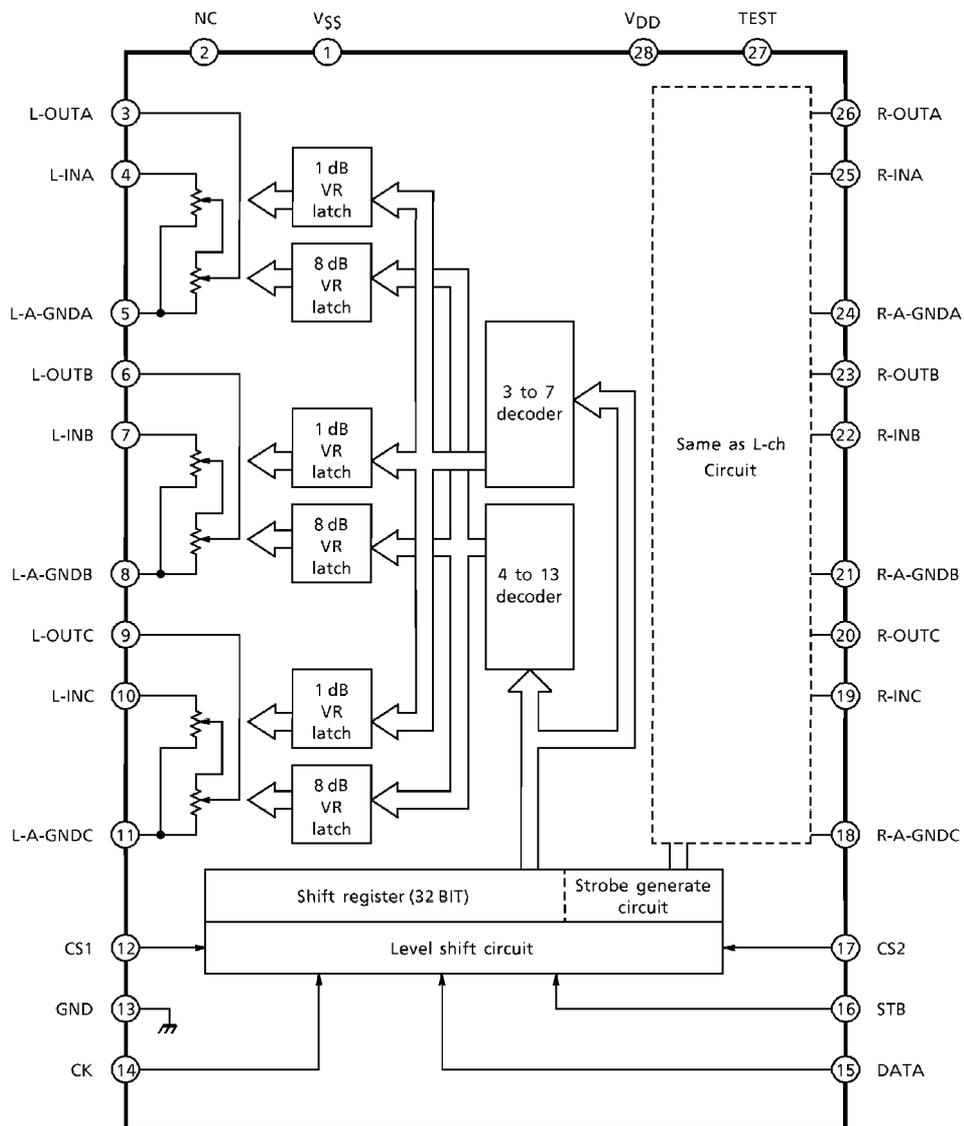 NC
VSS
VDD
TEST
2
1
28
27
L-OUTA
3
26
R-OUTA
L-INA
4
25
R-INA
1 dB
VR
latch
8 dB
VR
latch
L-A-GNDA
5
24
R-A-GNDA
L-OUTB
6
23
R-OUTB
3 to 7
decoder
L-INB
7
22
R-INB
1 dB
VR
latch
Same as L-ch
Circuit
8 dB
VR
latch
4 to 13
decoder
L-A-GNDB
8
21
R-A-GNDB
L-OUTC
9
20
R-OUTC
L-INC
10
19
R-INC
1 dB
VR
latch
8 dB
VR
latch
L-A-GNDC
11
18
R-A-GNDC
Shift register (32 BIT)
Strobe generate
circuit
CS1
12
Level shift circuit
17
CS2
GND
13
16
STB
CK
14
15
DATA